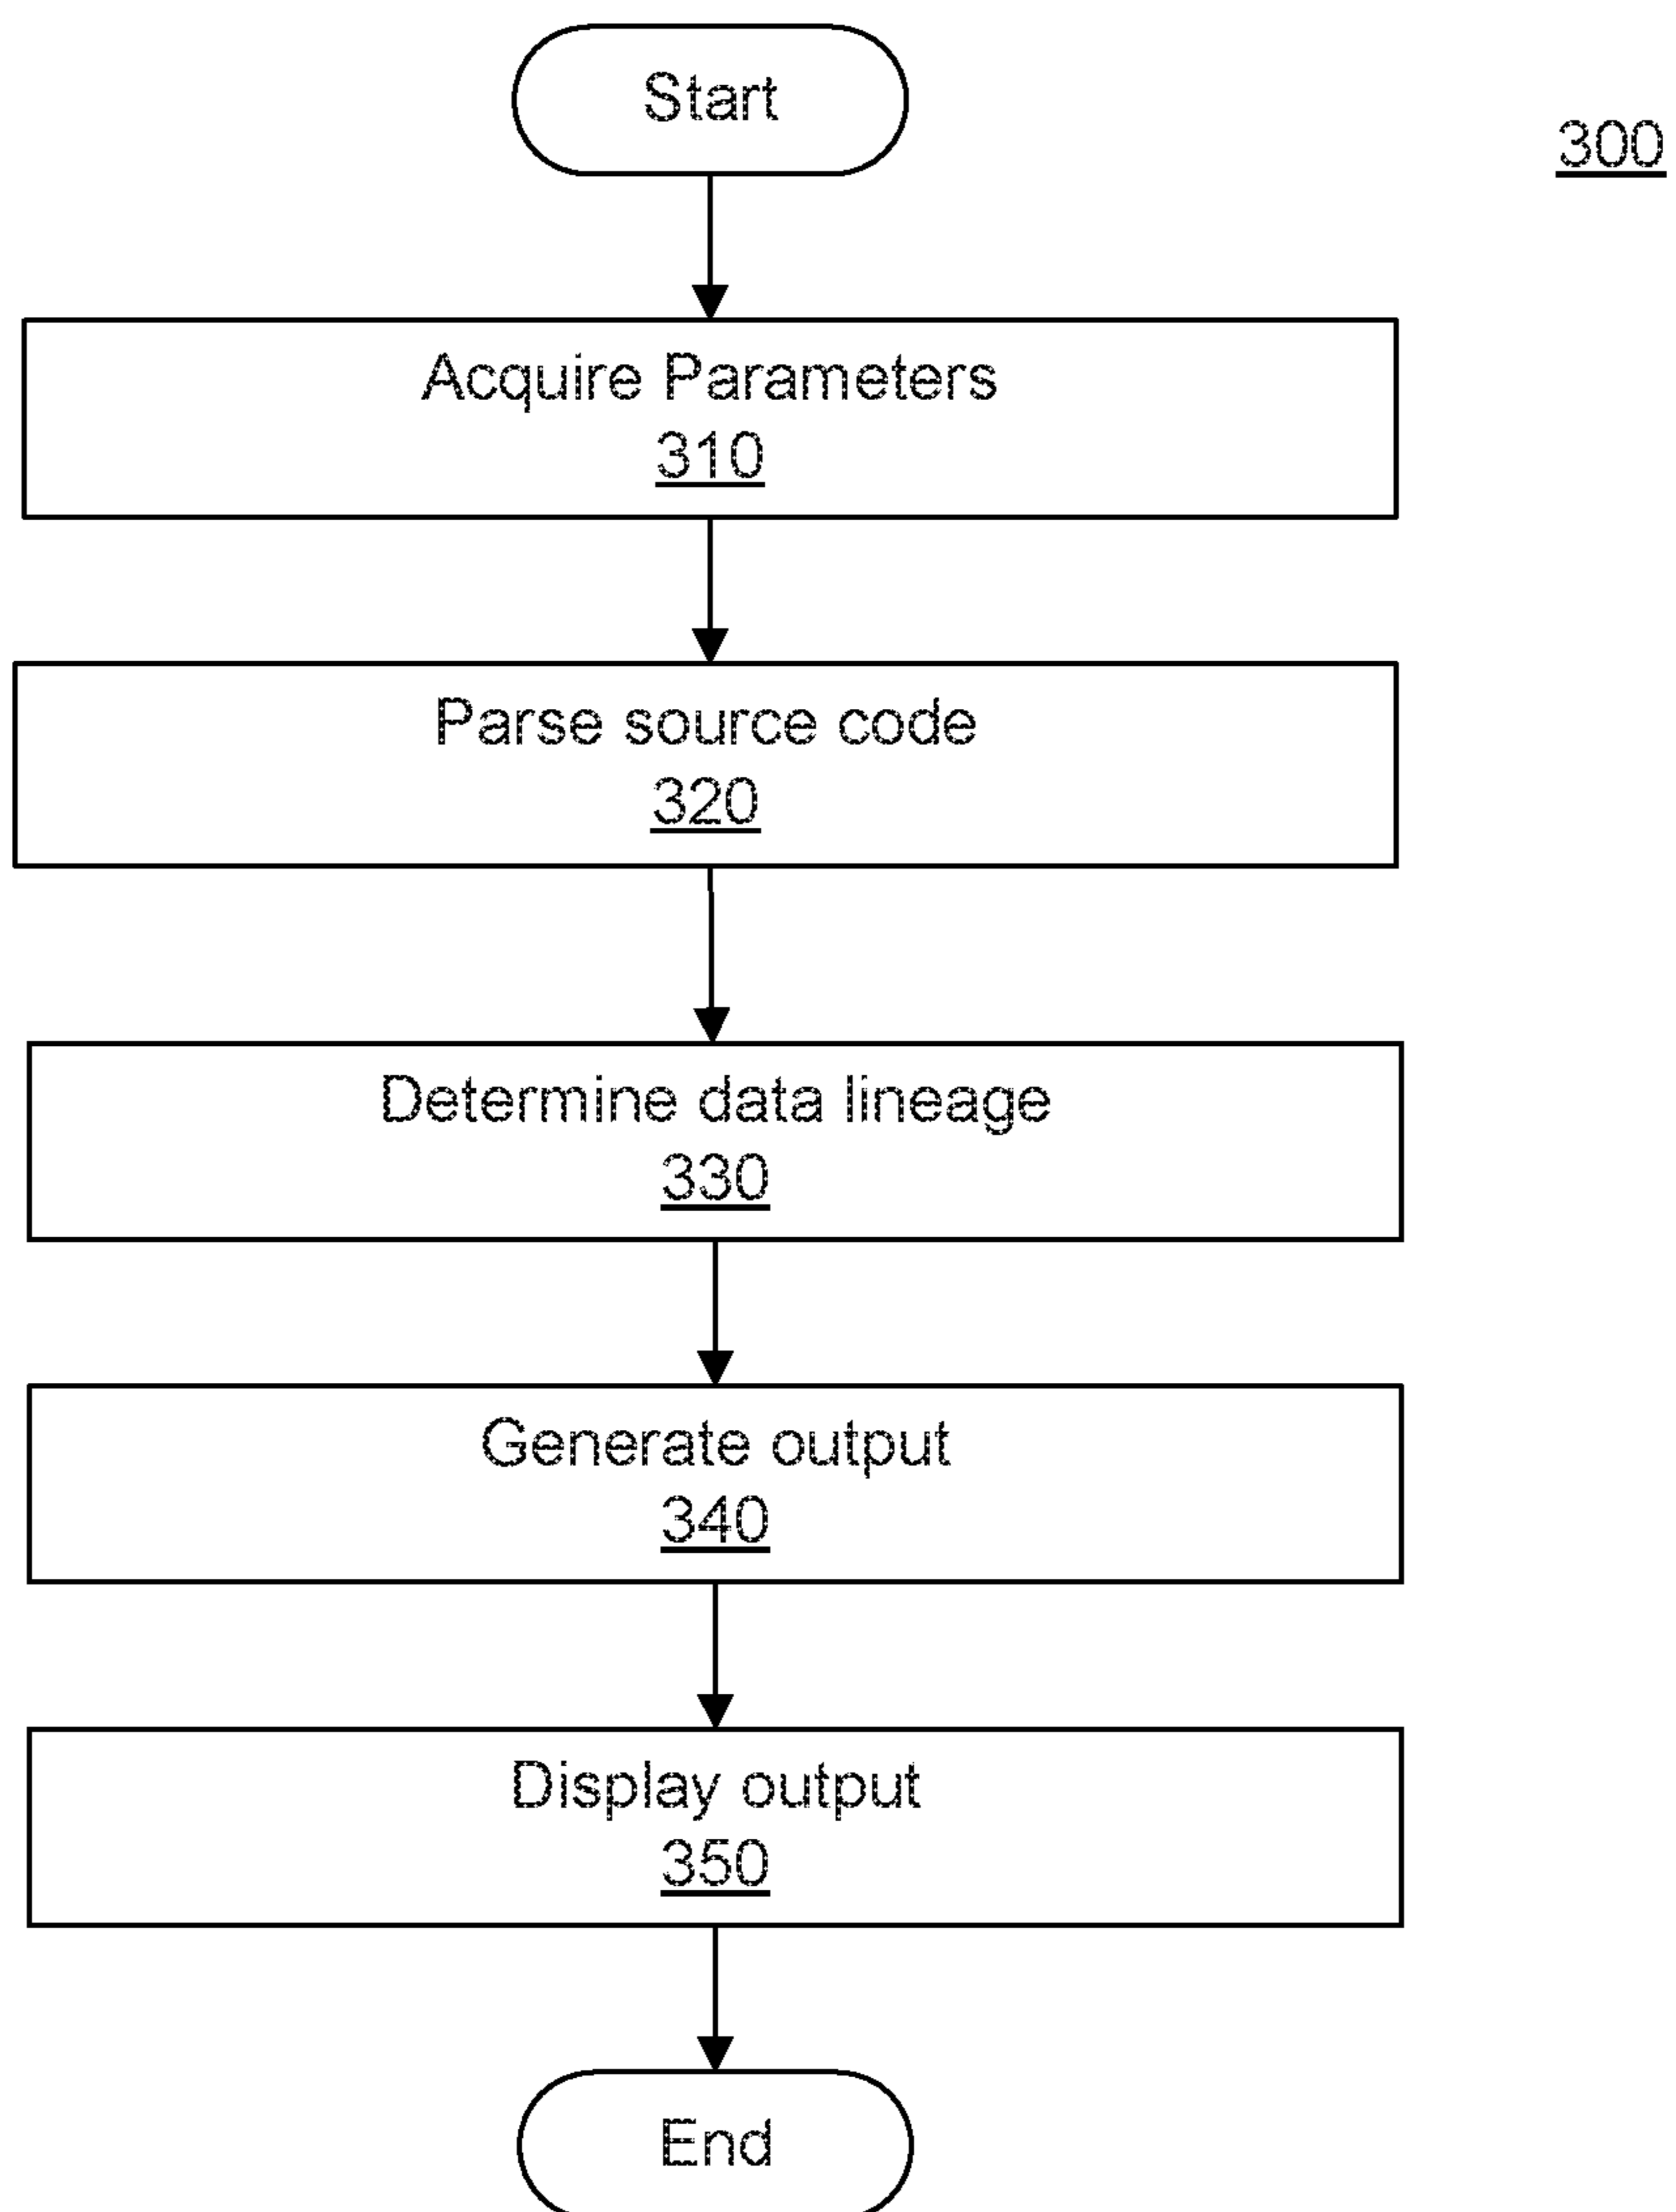 Start
300
Acquire Parameters
310
Parse source code
320
Determine data lineage
330
Generate output
340
Display output
350
End